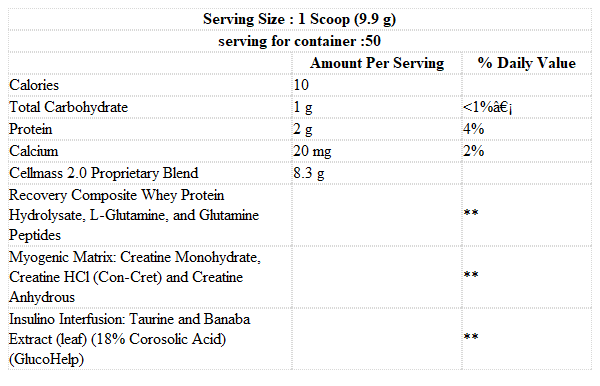 Serving Size : 1 Scoop (9.9 g)
serving for container :50
Amount Per Serving % Daily Value
Calories 10
Total Carbohydrate 1 g <1%â€¡
Protein 2 g 4%
Calcium 20 mg 2%
Cellmass 2.0 Proprietary Blend 8.3 g
Recovery Composite Whey Protein
Hydrolysate, L-Glutamine, and Glutamine **
Peptides
Myogenic Matrix: Creatine Monohydrate,
Creatine HCl (Con-Cret) and Creatine **
Anhydrous
Insulino Interfusion: Taurine and Banaba
Extract (leaf) (18% Corosolic Acid) **
(GlucoHelp)